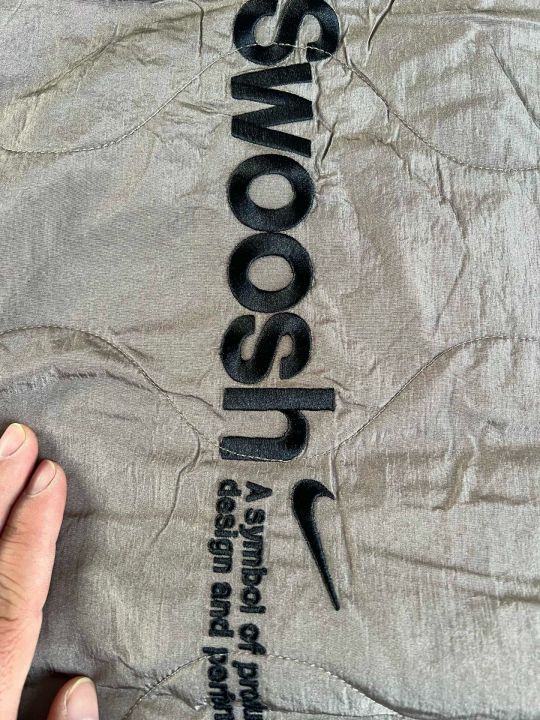 swoosh
A symbol of
design and